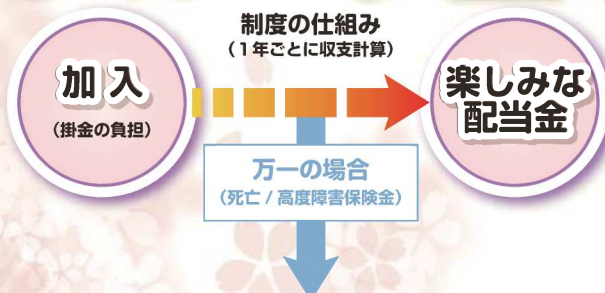 制度の仕組み
（1年ごとに収支計算）
加入
（掛金の負担）
楽しみな
配当金
万一の場合
（死亡 / 高度障害保険金）